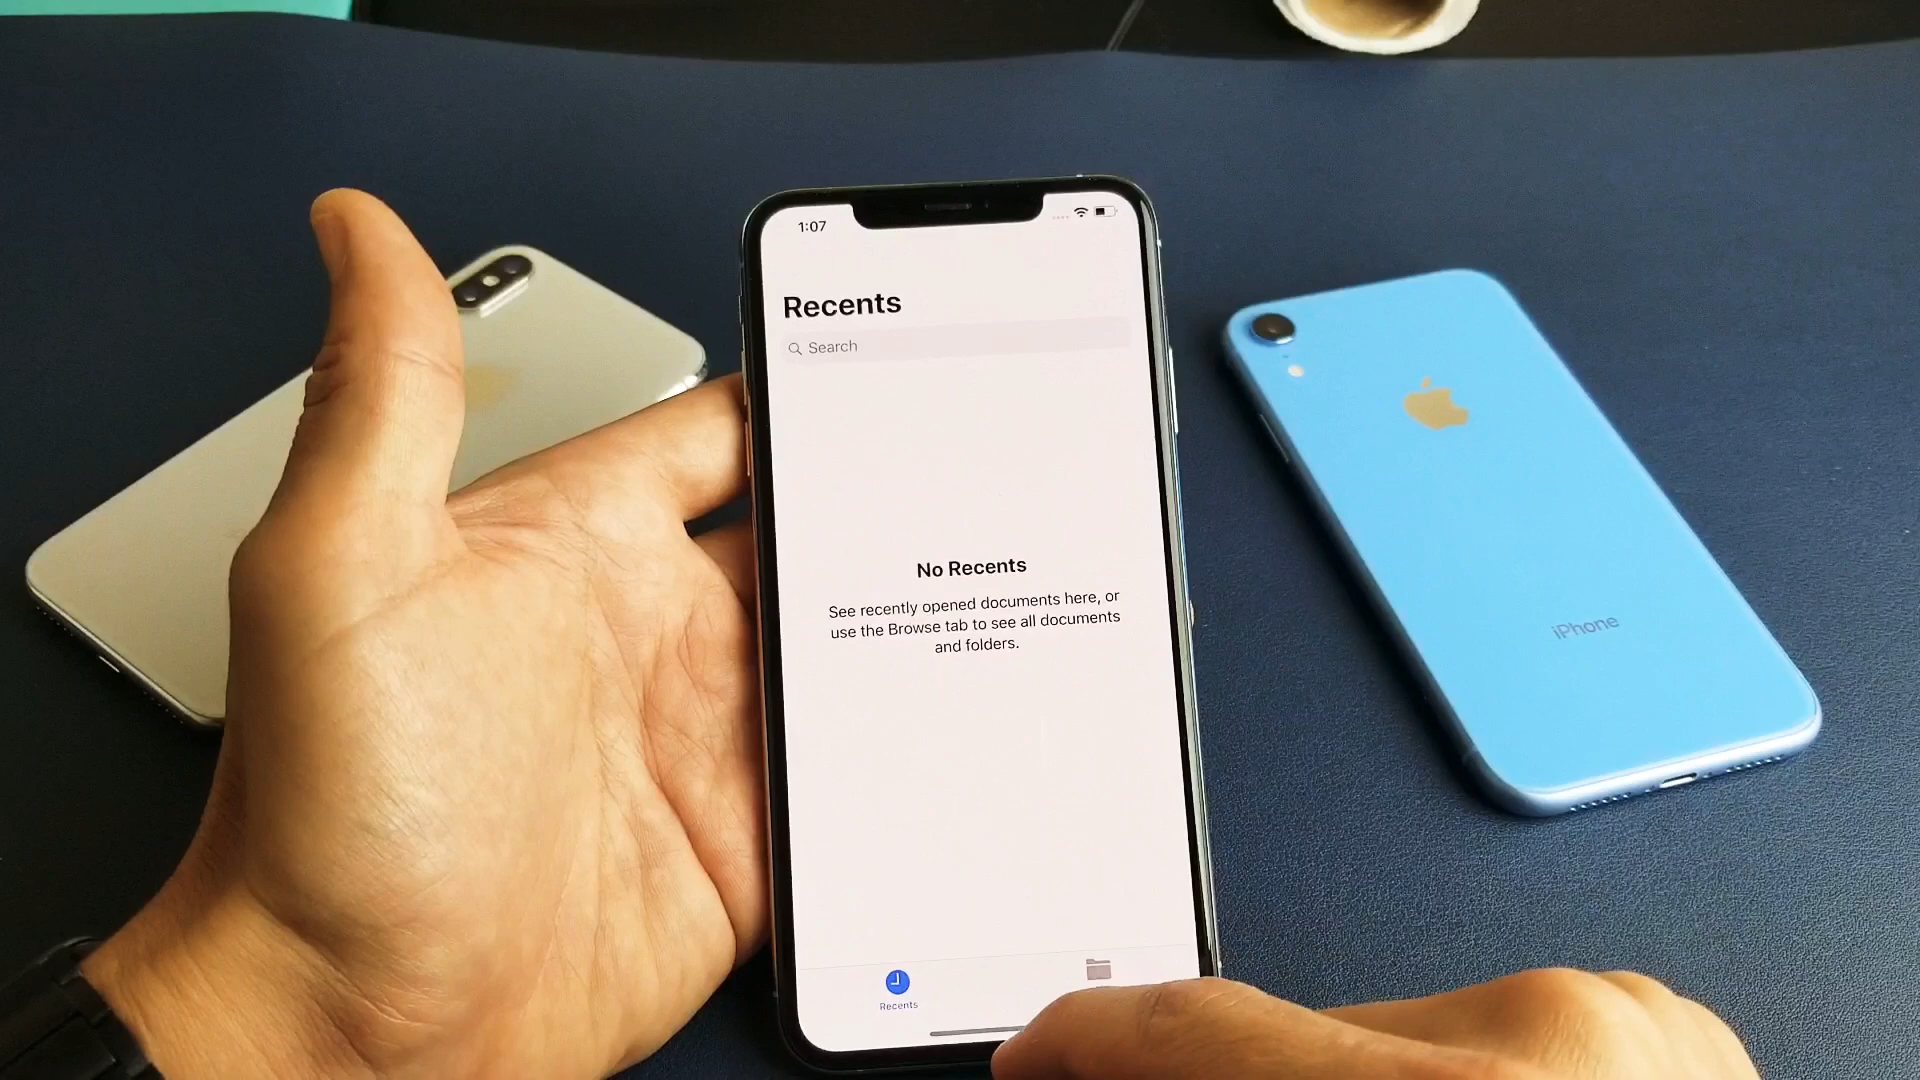 1:07
Recents
Search
No Recents
See recently opened documents here, or
use the Browse tab to see all documents
and folders.
Recents
iPhone